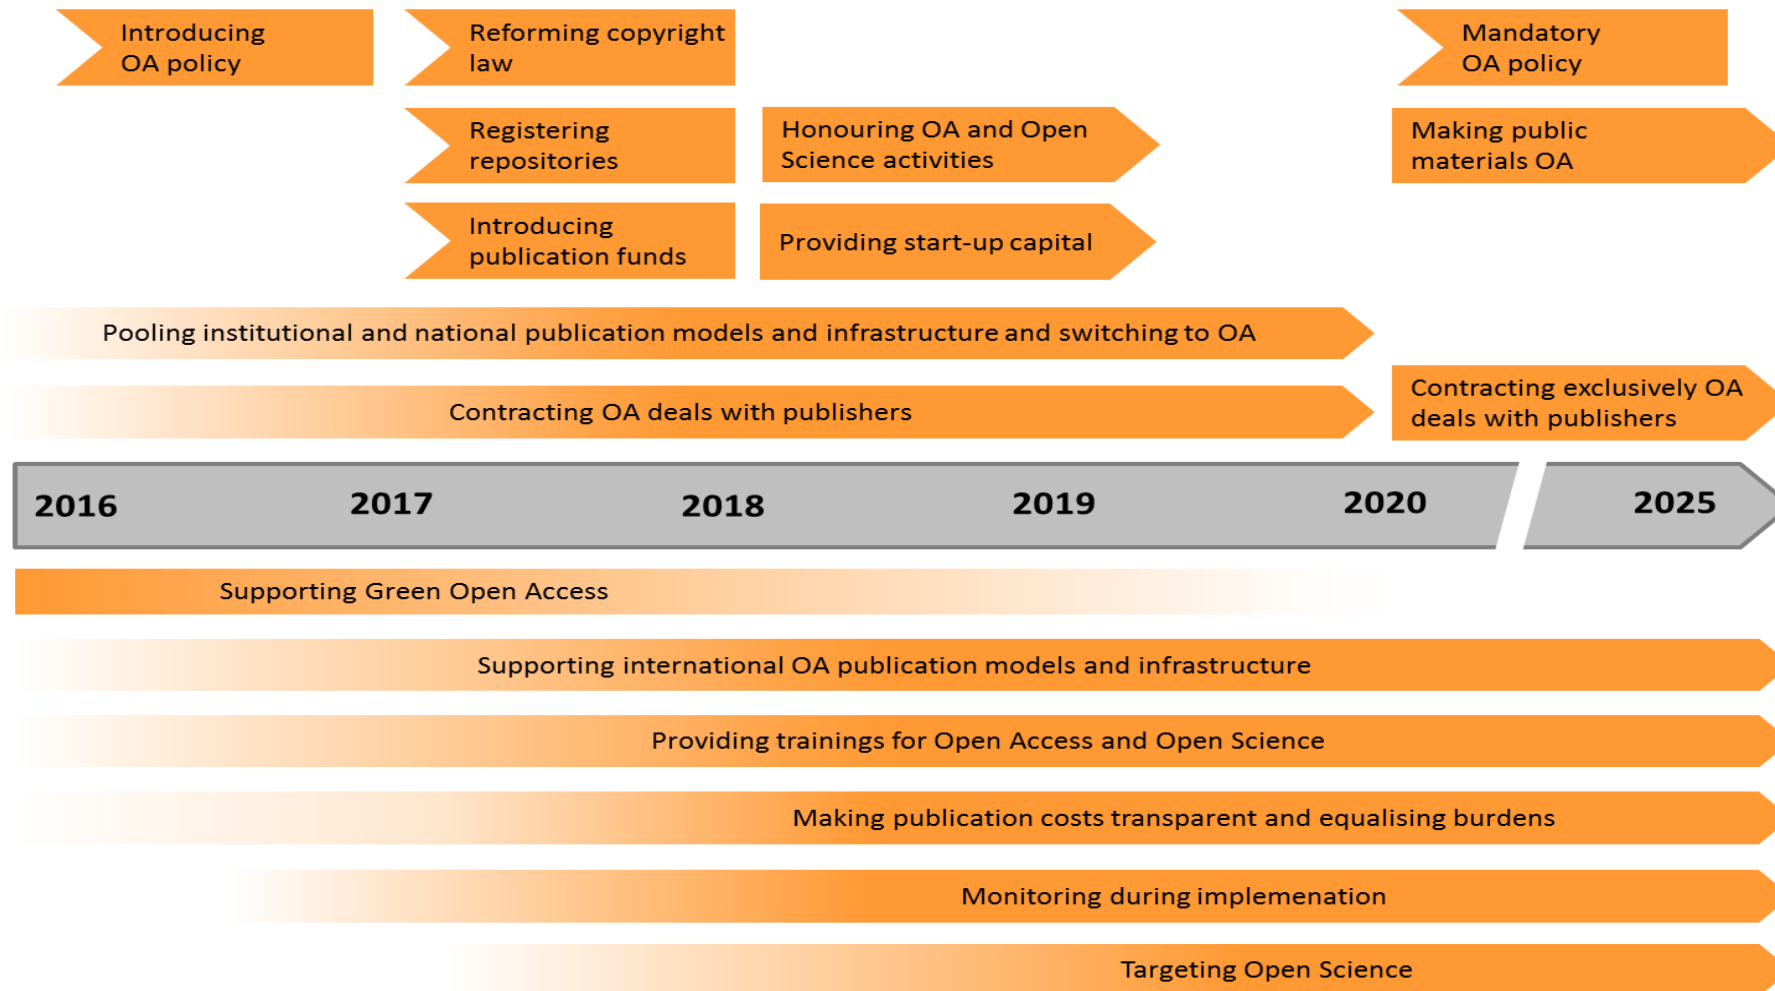 Introducing
OA policy
Reforming copyright
law
Mandatory
OA policy
Registering
repositories
Honouring OA and Open
Science activities
Making public
materials OA
Introducing
publication funds
Providing start-up capital
Pooling institutional and national publication models and infrastructure and switching to OA
Contracting OA deals with publishers
Contracting exclusively OA
deals with publishers
2016 2017 2018 2019 2020 2025
Supporting Green Open Access
Supporting international OA publication models and infrastructure
Providing trainings for Open Access and Open Science
Making publication costs transparent and equalising burdens
Monitoring during implemenation
Targeting Open Science